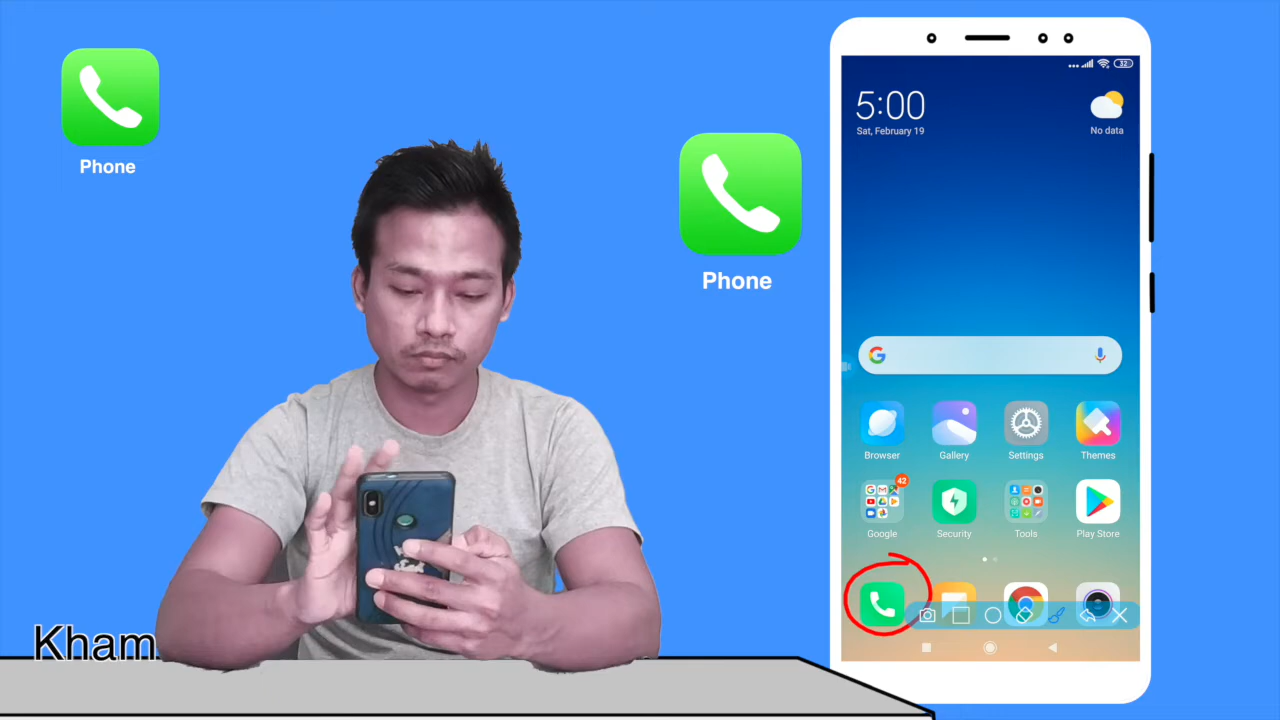 Phone
Phone
Kham
32
5:00
Sat, February 19
No data
Browser
Gallery
Settings
Themes
42
Google
Security
Tools
Play Store